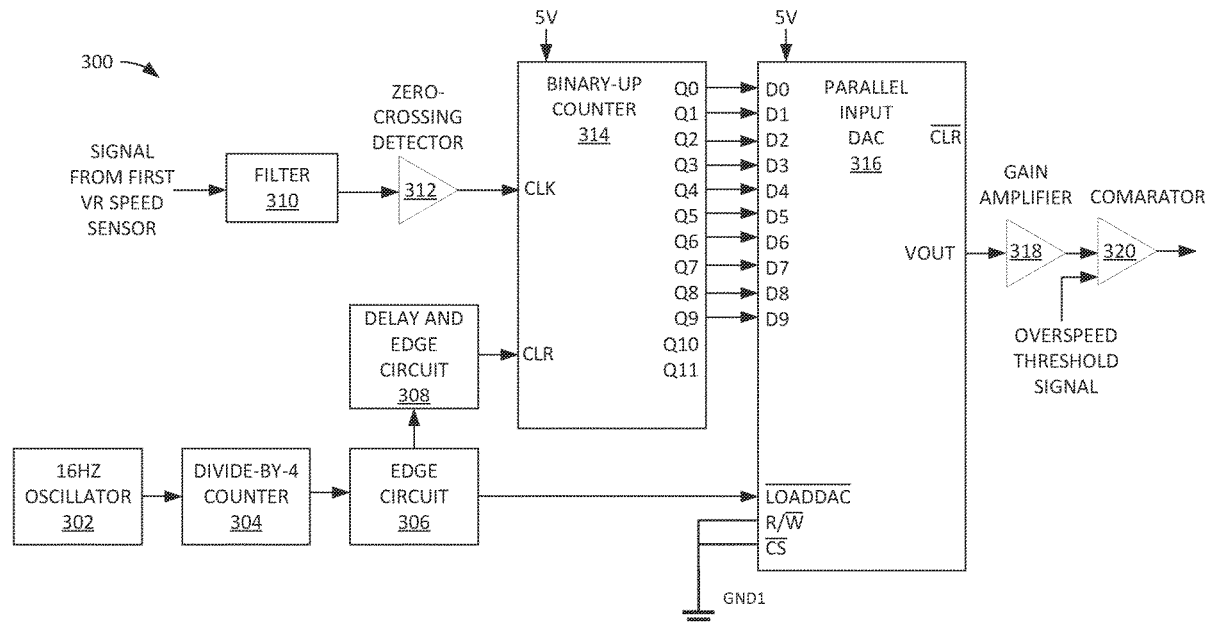 300
SIGNAL
FROM FIRST
VR SPEED
SENSOR
FILTER
310
ZERO-
CROSSING
DETECTOR
312
5V
BINARY-UP
COUNTER
314
CLK
CLR
Q0
Q1
Q2
Q3
Q4
Q5
Q6
Q7
Q8
Q9
Q10
Q11
5V
PARALLEL
INPUT
DAC
316
D0
D1
D2
D3
D4
D5
D6
D7
D8
D9
CLR
VOUT
LOADDAC
R/W
CS
GND1
GAIN
AMPLIFIER
318
COMARATOR
320
OVERSPEED
THRESHOLD
SIGNAL
DELAY AND
EDGE
CIRCUIT
308
16HZ
OSCILLATOR
302
DIVIDE-BY-4
COUNTER
304
EDGE
CIRCUIT
306